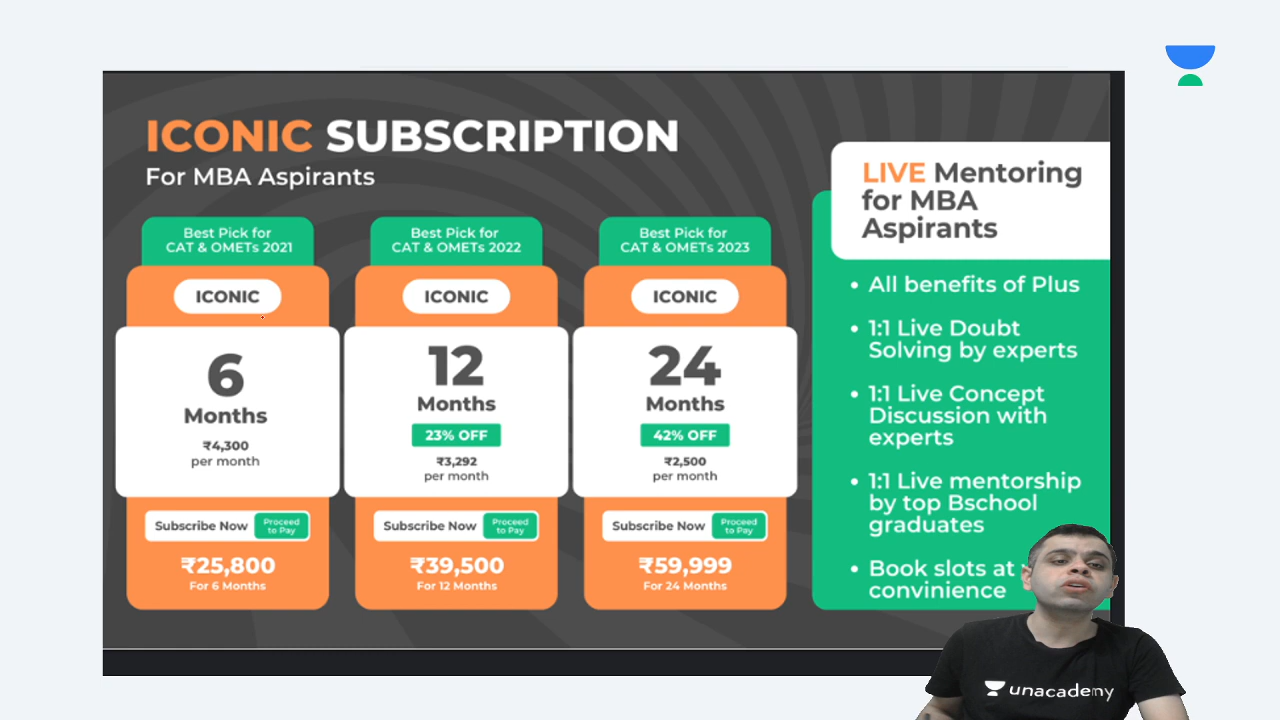 ICONIC SUBSCRIPTION
For MBA Aspirants
Best Pick for
CAT & OMETs 2021
ICONIC
6
Months
₹4,300
per month
Subscribe Now
Proceed
to Pay
₹25,800
For 6 Months
Best Pick for
CAT & OMETs 2022
ICONIC
12
Months
23% OFF
₹3,292
per month
Subscribe Now
Proceed
to Pay
₹39,500
For 12 Months
Best Pick for
CAT & OMETs 2023
ICONIC
24
Months
42% OFF
₹2,500
per month
Subscribe Now
Proceed
to Pay
₹59,999
For 24 Months
LIVE Mentoring
for MBA
Aspirants
• All benefits of Plus
• 1:1 Live Doubt
Solving by experts
• 1:1 Live Concept
Discussion with
experts
• 1:1 Live mentorship
by top Bschool
graduates
• Book slots at
convinience
unacademy